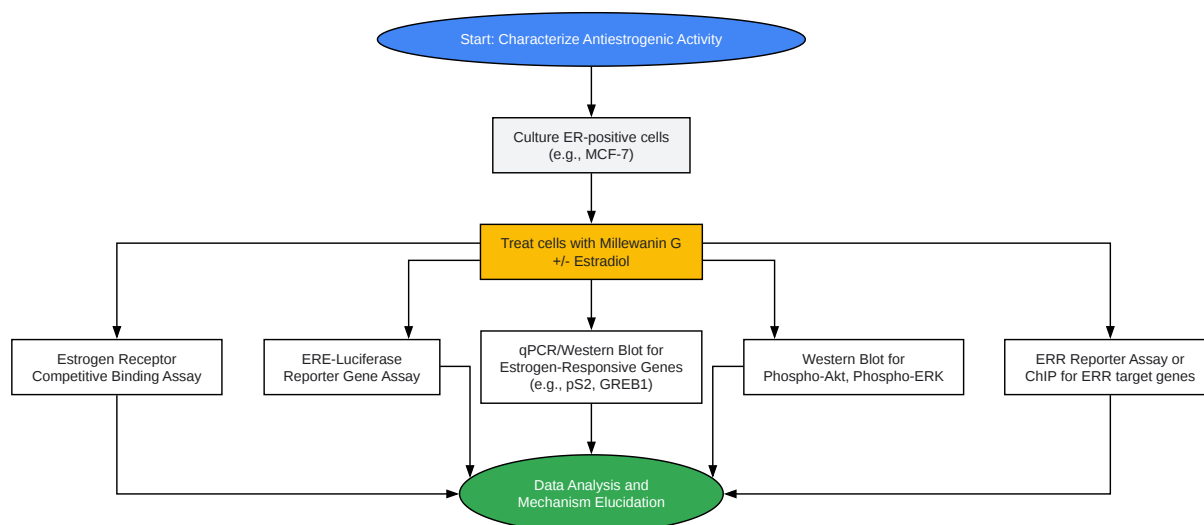 Start: Characterize Antiestrogenic Activity
Culture ER-positive cells
(e.g., MCF-7)
Treat cells with Millewanin G
+/- Estradiol
Estrogen Receptor
Competitive Binding Assay
ERE-Luciferase
Reporter Gene Assay
qPCR/Western Blot for
Estrogen-Responsive Genes
(e.g., pS2, GREB1)
Western Blot for
Phospho-Akt, Phospho-ERK
ERR Reporter Assay or
ChIP for ERR target genes
Data Analysis and
Mechanism Elucidation